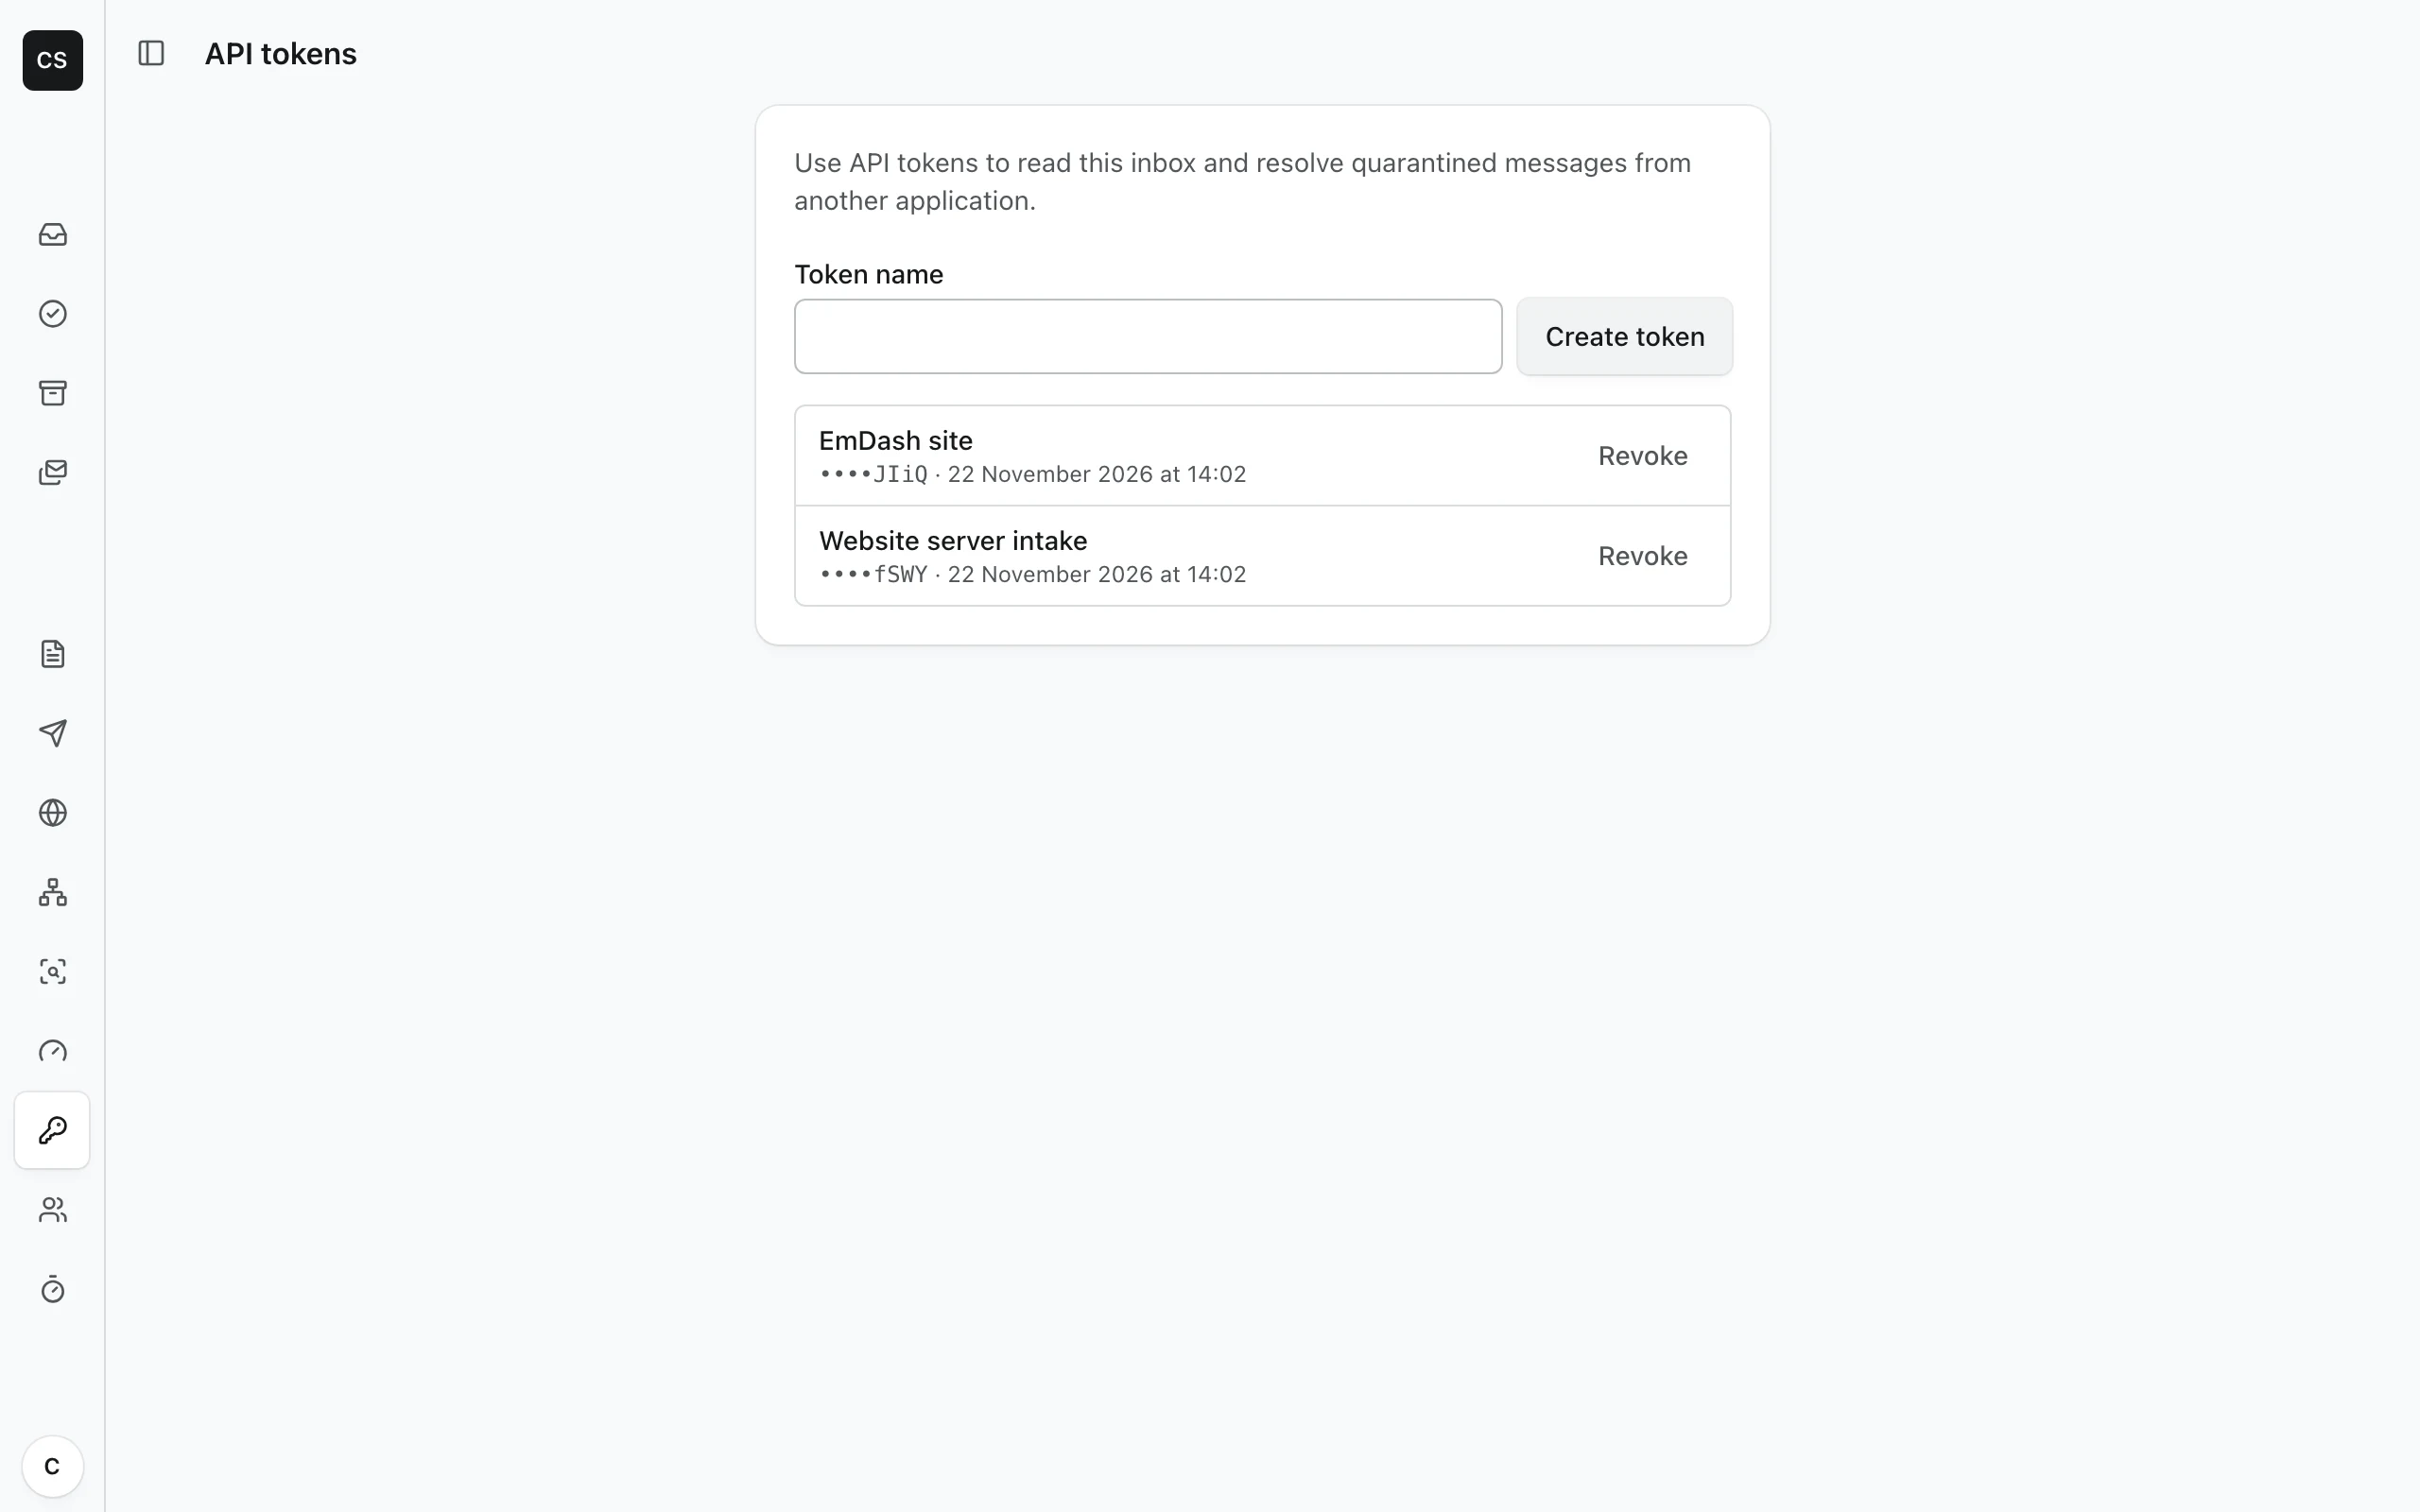 CS
API tokens
Use API tokens to read this inbox and resolve quarantined messages from
another application.
Token name
Create token
EmDash site
••••JIiQ · 22 November 2026 at 14:02
Revoke
Website server intake
••••fSWY · 22 November 2026 at 14:02
Revoke
C